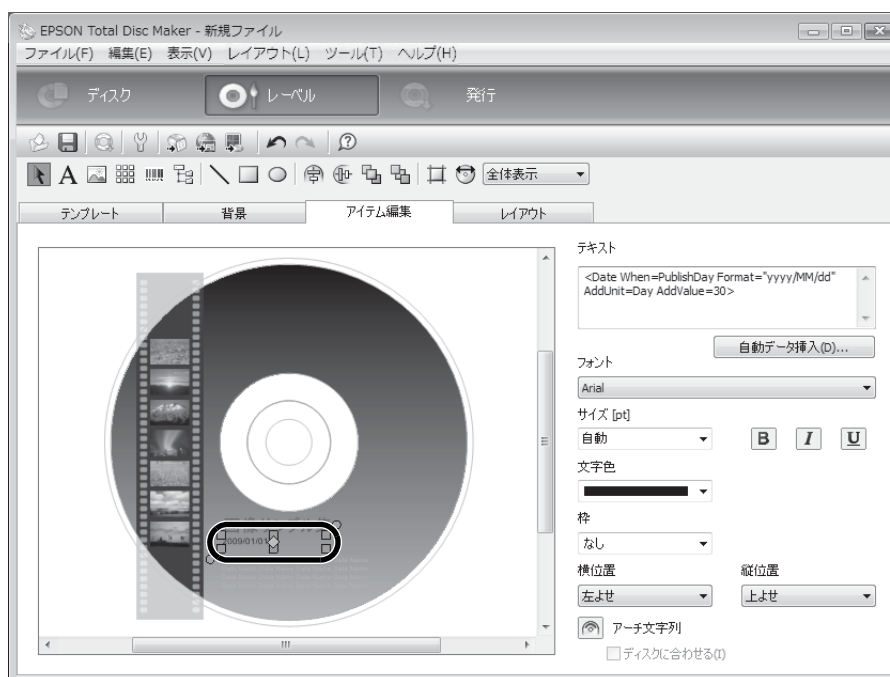 EPSON Total Disc Maker - 新規ファイル
ファイル(F) 編集(E) 表示(V) レイアウト(L) ツール(T) ヘルプ(H)
ディスク レーベル 発行
A 全体表示
テンプレート 背景 アイテム編集 レイアウト
テキスト
<Date When=PublishDay Format="yyyy/MM/dd"
AddUnit=Day AddValue=30>
自動データ挿入(D)...
フォント
Arial
サイズ [pt]
自動 B I U
文字色
枠
なし
横位置 縦位置
左よせ 上よせ
アーチ文字列
ディスクに合わせる(I)
2009/01/01